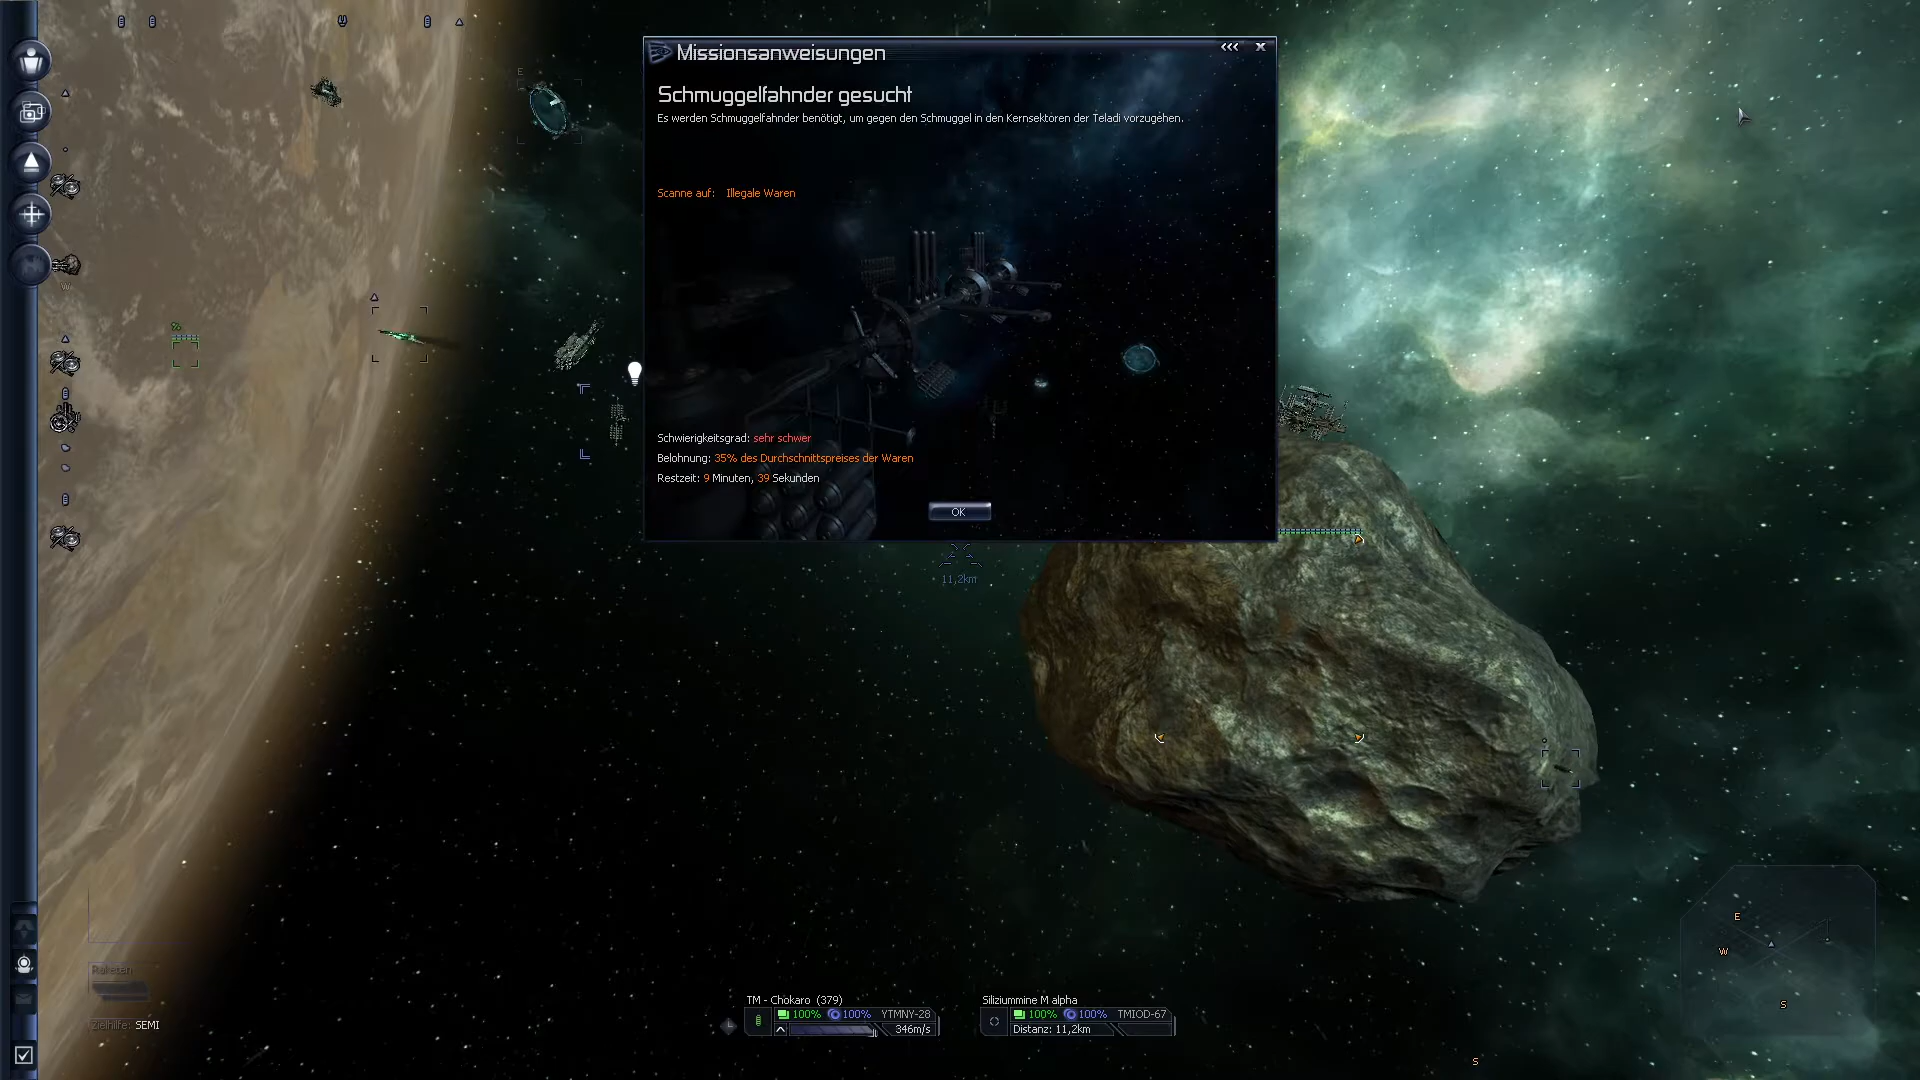 Missionsanweisungen
Schmuggelfahnder gesucht
Es werden Schmuggelfahnder benötigt, um gegen den Schmuggel in den Kernsektoren der Teladi vorzugehen.
Scanne auf: Illegale Waren
Schwierigkeitsgrad: sehr schwer
Belohnung: 35% des Durchschnittspreises der Waren
Restzeit: 9 Minuten, 39 Sekunden
OK
E
W
11,2km
E
W
S
S
Raketen
Zielhilfe: SEMI
TM - Chokaro (379)
100% 100% YTMNY-28
346m/s
Siliziummine M alpha
100% 100% TMIOD-67
Distanz: 11,2km